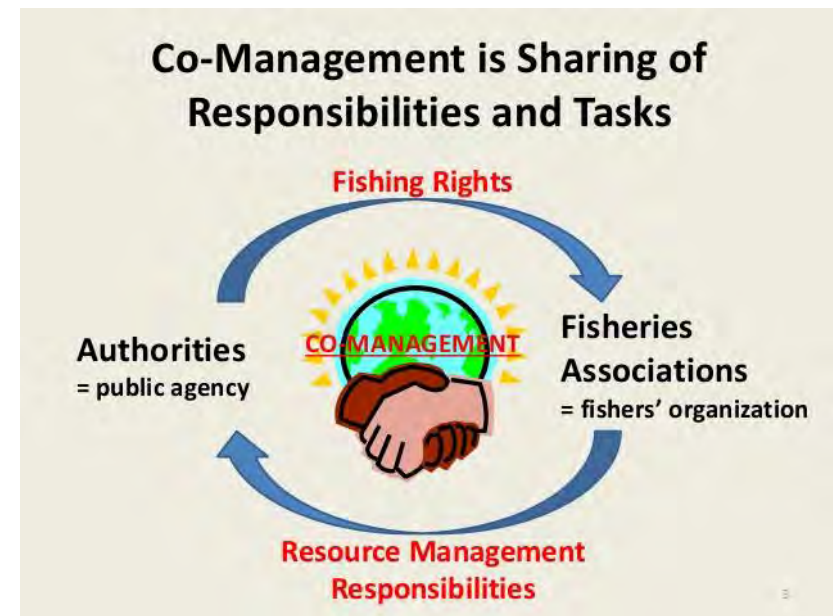 Co-Management is Sharing of
Responsibilities and Tasks
Fishing Rights
Authorities
= public agency
CO-MANAGEMENT
Fisheries
Associations
= fishers’ organization
Resource Management
Responsibilities
3